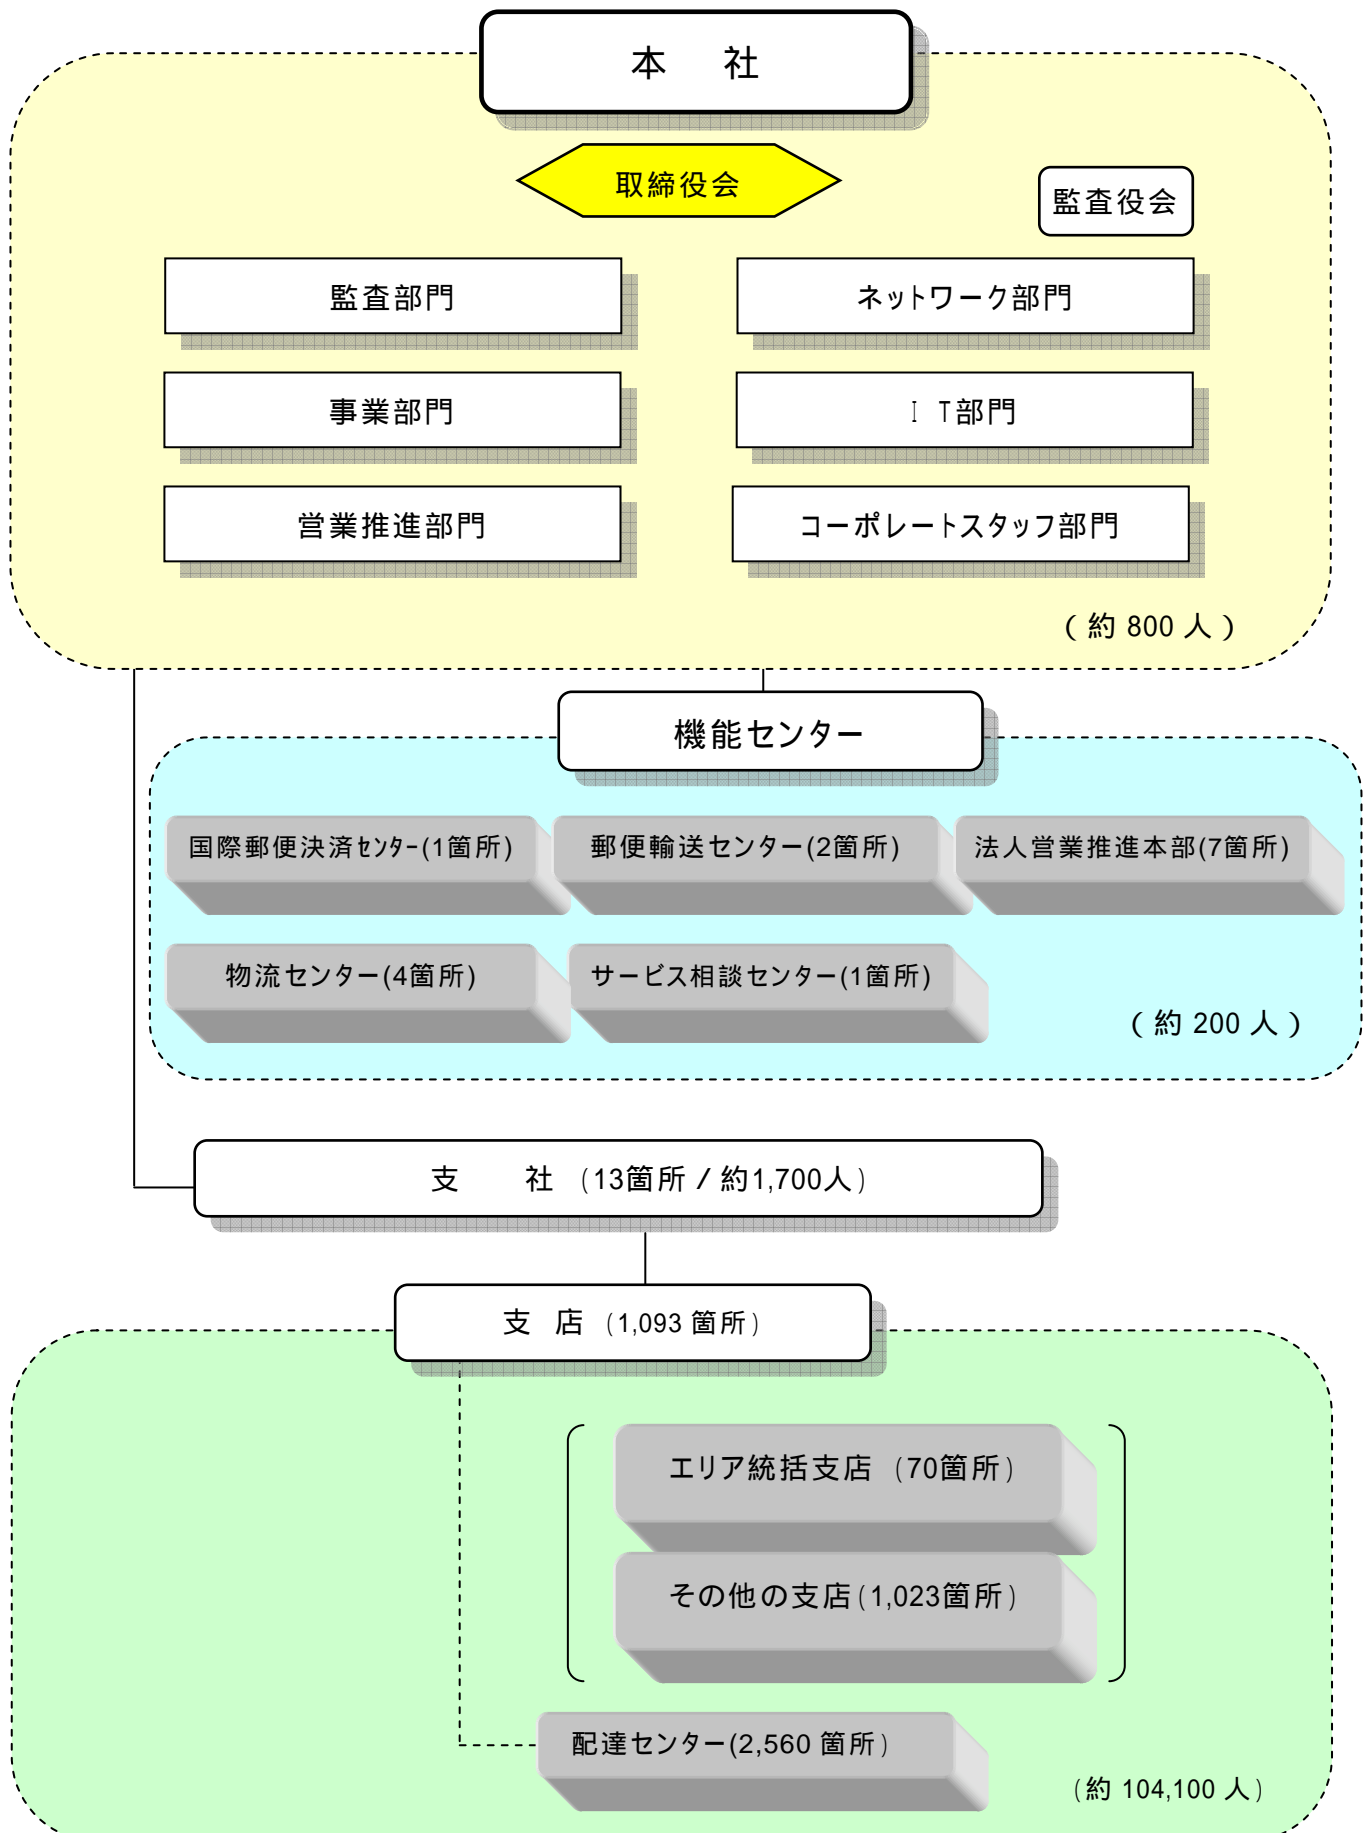 本　社
取締役会
監査役会
監査部門
ネットワーク部門
事業部門
ＩＴ部門
営業推進部門
コーポレートスタッフ部門
（約 800 人）
機能センター
国際郵便決済ｾﾝﾀｰ(1箇所)
郵便輸送センター(2箇所)
法人営業推進本部(7箇所)
物流センター(4箇所)
サービス相談センター(1箇所)
（約 200 人）
支　　社 (13箇所 / 約1,700人)
支　店 (1,093 箇所)
エリア統括支店 (70箇所)
その他の支店(1,023箇所)
配達センター(2,560 箇所)
(約 104,100 人)